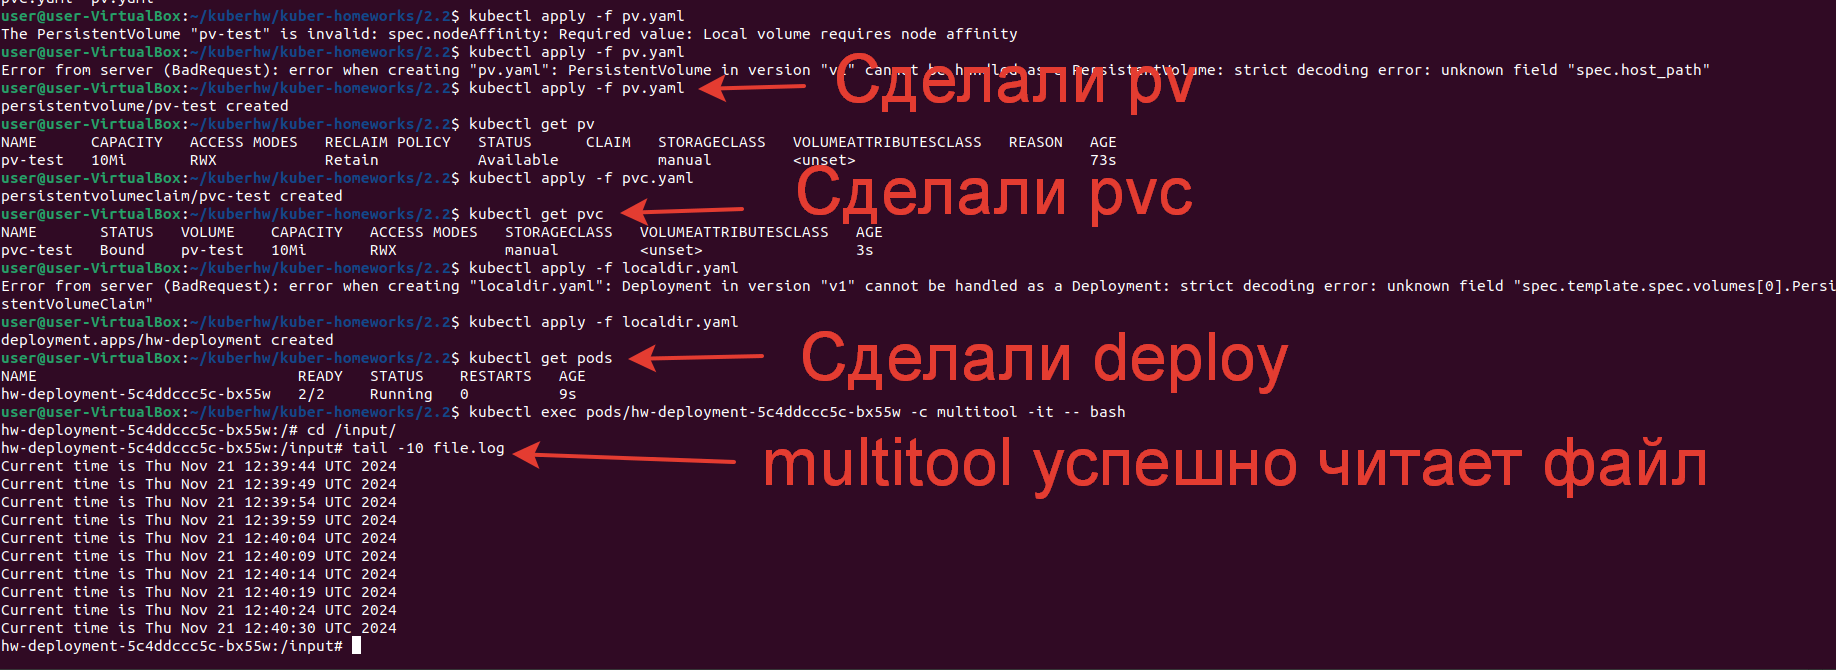 pvc.yaml  pv.yaml
user@user-VirtualBox:~/kuberhw/kuber-homeworks/2.2$ kubectl apply -f pv.yaml
The PersistentVolume "pv-test" is invalid: spec.nodeAffinity: Required value: Local volume requires node affinity
user@user-VirtualBox:~/kuberhw/kuber-homeworks/2.2$ kubectl apply -f pv.yaml
Error from server (BadRequest): error when creating "pv.yaml": PersistentVolume in version "v1" cannot be handled as a PersistentVolume: strict decoding error: unknown field "spec.host_path"
user@user-VirtualBox:~/kuberhw/kuber-homeworks/2.2$ kubectl apply -f pv.yaml
Сделали pv
persistentvolume/pv-test created
user@user-VirtualBox:~/kuberhw/kuber-homeworks/2.2$ kubectl get pv
NAME      CAPACITY   ACCESS MODES   RECLAIM POLICY   STATUS      CLAIM   STORAGECLASS   VOLUMEATTRIBUTESCLASS   REASON   AGE
pv-test   10Mi       RWX            Retain           Available           manual         <unset>                          73s
user@user-VirtualBox:~/kuberhw/kuber-homeworks/2.2$ kubectl apply -f pvc.yaml
persistentvolumeclaim/pvc-test created
Сделали pvc
user@user-VirtualBox:~/kuberhw/kuber-homeworks/2.2$ kubectl get pvc
NAME       STATUS   VOLUME    CAPACITY   ACCESS MODES   STORAGECLASS   VOLUMEATTRIBUTESCLASS   AGE
pvc-test   Bound    pv-test   10Mi       RWX            manual         <unset>                 3s
user@user-VirtualBox:~/kuberhw/kuber-homeworks/2.2$ kubectl apply -f localdir.yaml
Error from server (BadRequest): error when creating "localdir.yaml": Deployment in version "v1" cannot be handled as a Deployment: strict decoding error: unknown field "spec.template.spec.volumes[0].Persi
stentVolumeClaim"
user@user-VirtualBox:~/kuberhw/kuber-homeworks/2.2$ kubectl apply -f localdir.yaml
deployment.apps/hw-deployment created
user@user-VirtualBox:~/kuberhw/kuber-homeworks/2.2$ kubectl get pods
Сделали deploy
NAME                             READY   STATUS    RESTARTS   AGE
hw-deployment-5c4ddccc5c-bx55w   2/2     Running   0          9s
user@user-VirtualBox:~/kuberhw/kuber-homeworks/2.2$ kubectl exec pods/hw-deployment-5c4ddccc5c-bx55w -c multitool -it -- bash
hw-deployment-5c4ddccc5c-bx55w:/# cd /input/
hw-deployment-5c4ddccc5c-bx55w:/input# tail -10 file.log
multitool успешно читает файл
Current time is Thu Nov 21 12:39:44 UTC 2024
Current time is Thu Nov 21 12:39:49 UTC 2024
Current time is Thu Nov 21 12:39:54 UTC 2024
Current time is Thu Nov 21 12:39:59 UTC 2024
Current time is Thu Nov 21 12:40:04 UTC 2024
Current time is Thu Nov 21 12:40:09 UTC 2024
Current time is Thu Nov 21 12:40:14 UTC 2024
Current time is Thu Nov 21 12:40:19 UTC 2024
Current time is Thu Nov 21 12:40:24 UTC 2024
Current time is Thu Nov 21 12:40:30 UTC 2024
hw-deployment-5c4ddccc5c-bx55w:/input#